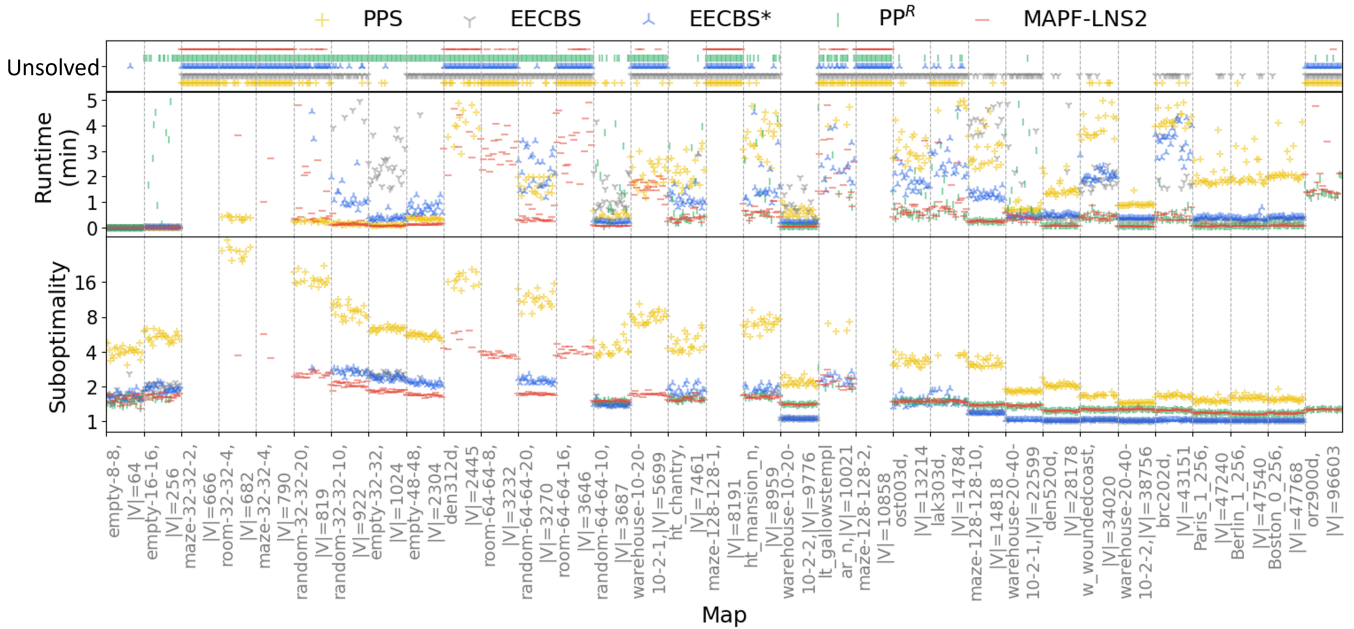 PPS EECBS EECBS* PP^R MAPF-LNS2
Unsolved
Runtime
(min)
5
4
3
2
1
0
Suboptimality
16
8
4
2
1
empty-8-8,
|V|=64
empty-16-16,
|V|=256
maze-32-32-2,
|V|=666
room-32-32-4,
|V|=682
maze-32-32-4,
|V|=790
random-32-32-20,
|V|=819
random-32-32-10,
|V|=922
empty-32-32,
|V|=1024
empty-48-48,
|V|=2304
den312d,
|V|=2445
room-64-64-8,
|V|=3232
random-64-64-20,
|V|=3270
room-64-64-16,
|V|=3646
random-64-64-10,
|V|=3687
warehouse-10-20-
10-2-1,|V|=5699
ht_chantry,
|V|=7461
maze-128-128-1,
|V|=8191
ht_mansion_n,
|V|=8959
warehouse-10-20-
10-2-2,|V|=9776
lt_gallowstempl
ar_n,|V|=10021
maze-128-128-2,
|V|=10858
ost003d,
|V|=13214
lak303d,
|V|=14784
maze-128-128-10,
|V|=14818
warehouse-20-40-
10-2-1,|V|=22599
den520d,
|V|=28178
w_woundedcoast,
|V|=34020
warehouse-20-40-
10-2-2,|V|=38756
brc202d,
|V|=43151
Paris_1_256,
|V|=47240
Berlin_1_256,
|V|=47540
Boston_0_256,
|V|=47768
orz900d,
|V|=96603
Map